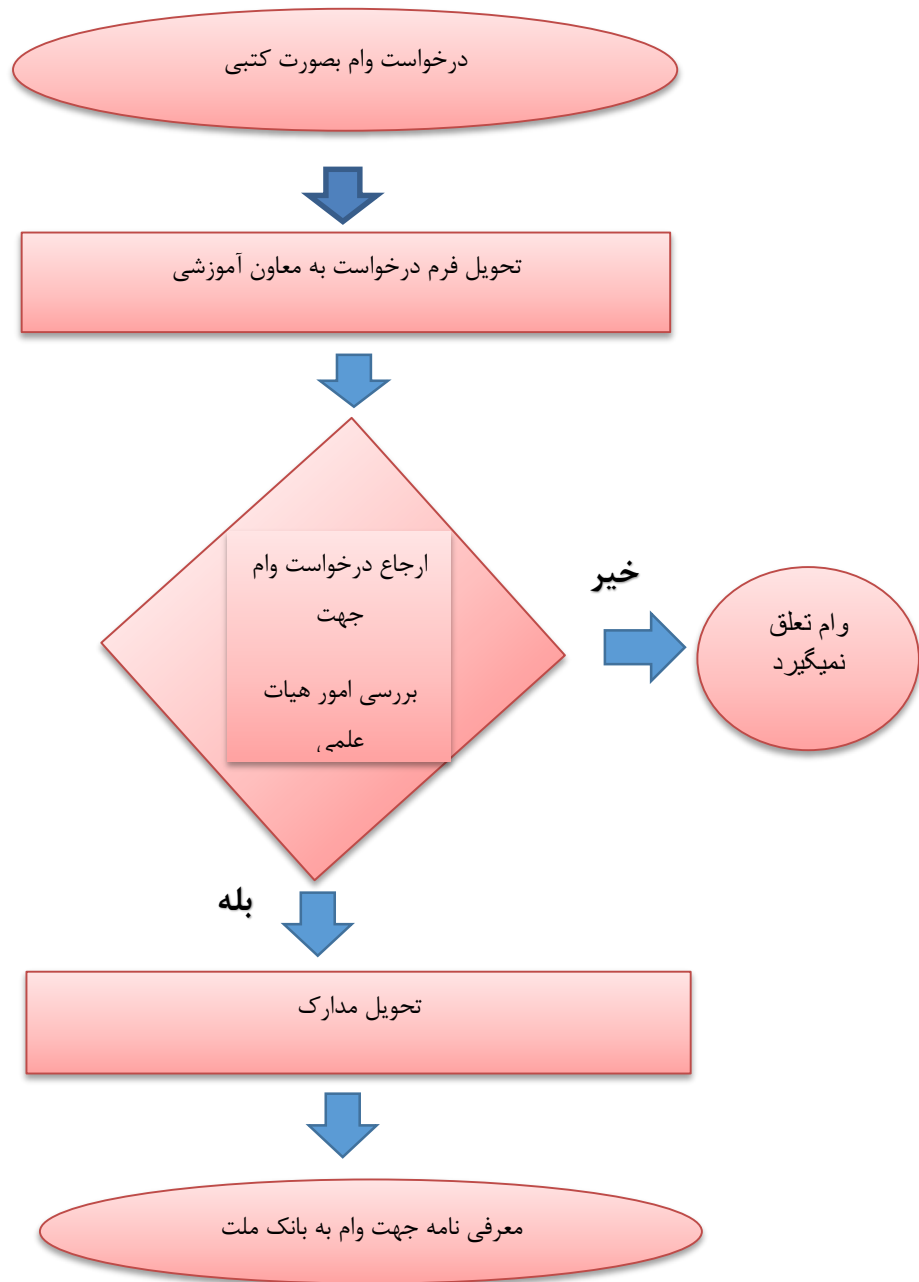 درخواست وام بصورت کتبی
تحویل فرم درخواست به معاون آموزشی
ارجاع درخواست وام
جهت
بررسی امور هیات
علمی
خیر
وام تعلق
نمیگیرد
بله
تحویل مدارک
معرفی نامه جهت وام به بانک ملت